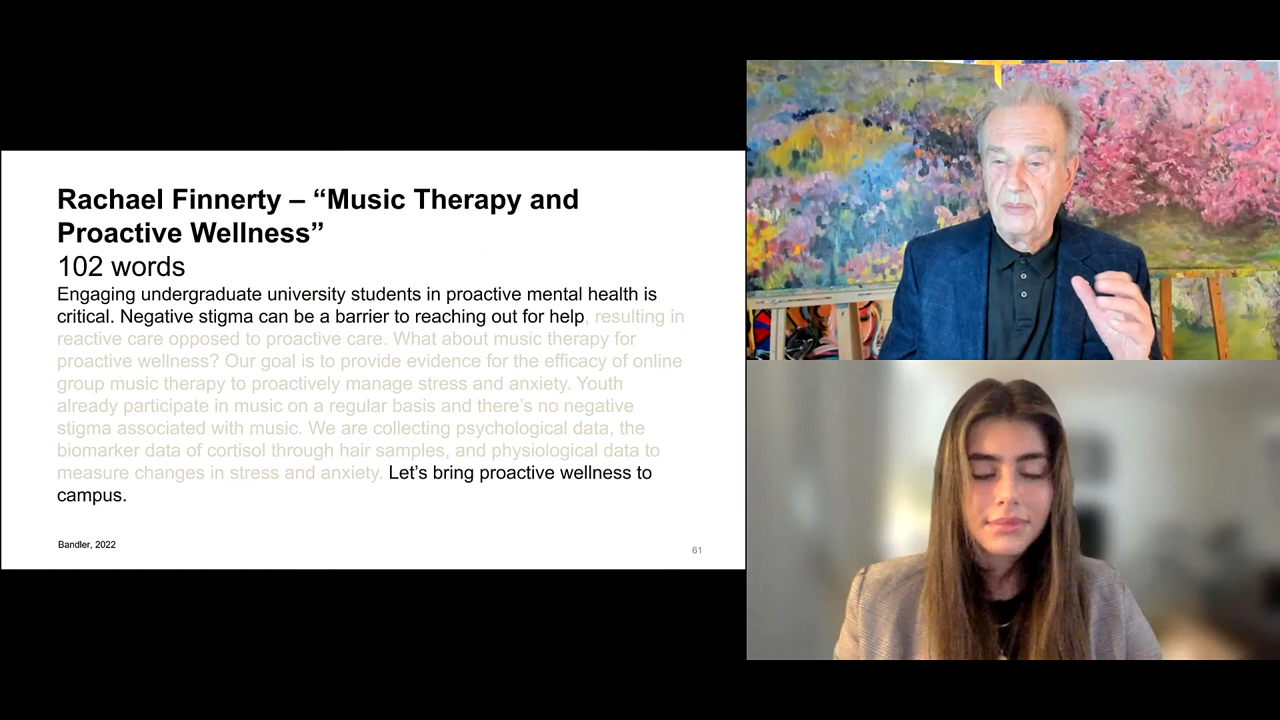 Rachael Finnerty – “Music Therapy and
Proactive Wellness”
102 words
Engaging undergraduate university students in proactive mental health is
critical. Negative stigma can be a barrier to reaching out for help, resulting in
reactive care opposed to proactive care. What about music therapy for
proactive wellness? Our goal is to provide evidence for the efficacy of online
group music therapy to proactively manage stress and anxiety. Youth
already participate in music on a regular basis and there’s no negative
stigma associated with music. We are collecting psychological data, the
biomarker data of cortisol through hair samples, and physiological data to
measure changes in stress and anxiety. Let’s bring proactive wellness to
campus.
Bandler, 2022
61